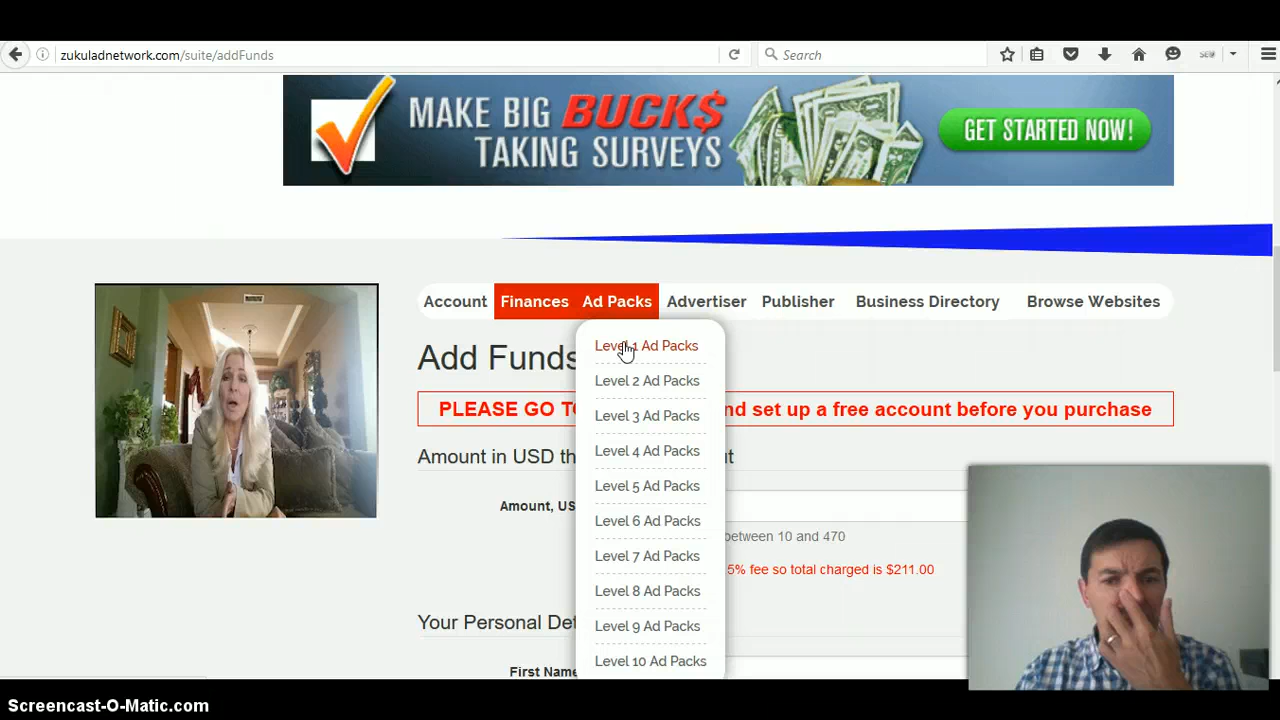 zukuladnetwork.com/suite/addFunds
Search
MAKE BIG BUCK$
TAKING SURVEYS
GET STARTED NOW!
Account Finances Ad Packs Advertiser Publisher Business Directory Browse Websites
Level 1 Ad Packs
Add Funds
Level 2 Ad Packs
PLEASE GO TO nd set up a free account before you purchase
Level 3 Ad Packs
Amount in USD
Level 4 Ad Packs
Level 5 Ad Packs
Amount,
Level 6 Ad Packs
between 10 and 470
Level 7 Ad Packs
5% fee so total charged is $211.00
Level 8 Ad Packs
Your Personal
Level 9 Ad Packs
Level 10 Ad Packs
First Name
Screencast-O-Matic.com